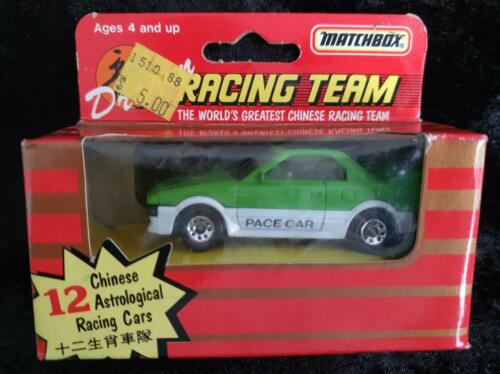 Ages 4 and up
MATCHBOX
1510 88
5.00
RACING TEAM
THE WORLD'S GREATEST CHINESE RACING TEAM
PACE CAR
12 Chinese
Astrological
Racing Cars
十二生肖車隊